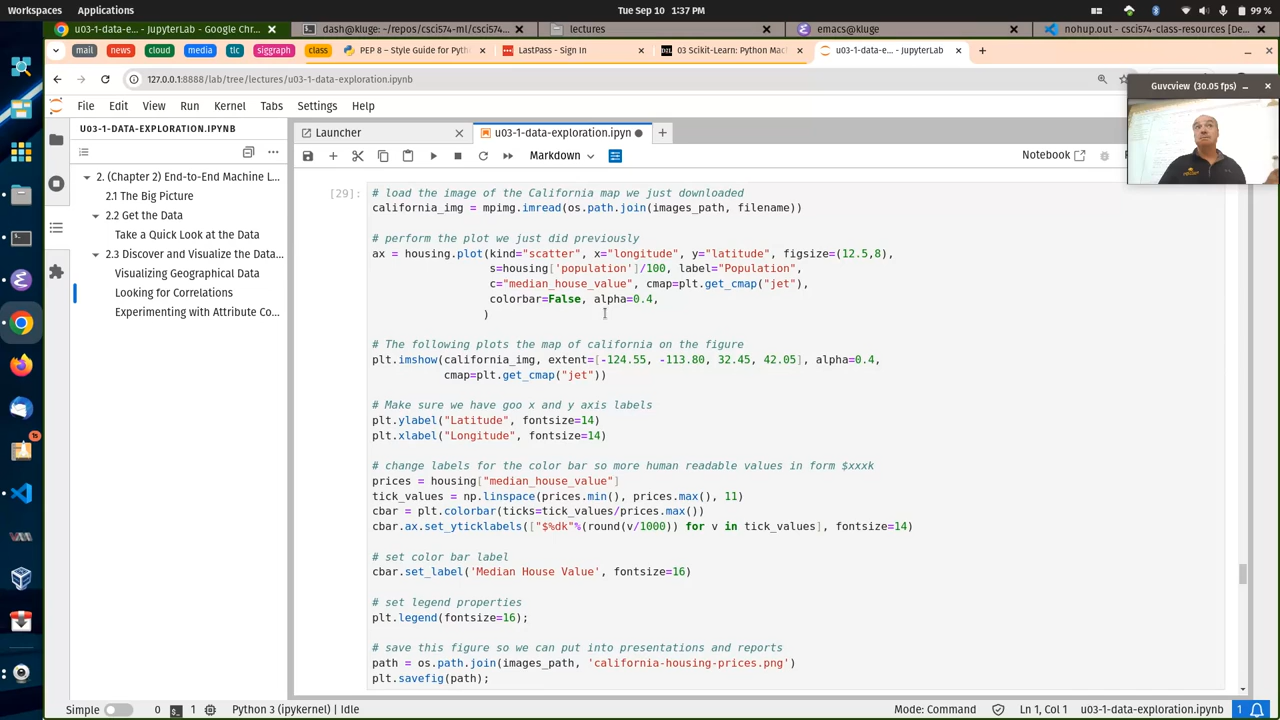 Workspaces
Applications
Tue Sep 10 1:37 PM
99 %
u03-1-data-e... - JupyterLab - Google Chr...
dash@kluge: ~/repos/csci574-ml/csci574...
lectures
emacs@kluge
nohup.out - csci574-class-resources [De...
mail
news
cloud
media
tlc
siggraph
class
PEP 8 – Style Guide for Pyth
LastPass - Sign In
03 Scikit-Learn: Python Mac
u03-1-data-e... - JupyterLab
127.0.0.1:8888/lab/tree/lectures/u03-1-data-exploration.ipynb
Guvcview (30.05 fps)
File Edit View Run Kernel Tabs Settings Help
U03-1-DATA-EXPLORATION.IPYNB
2. (Chapter 2) End-to-End Machine L...
2.1 The Big Picture
2.2 Get the Data
Take a Quick Look at the Data
2.3 Discover and Visualize the Data...
Visualizing Geographical Data
Looking for Correlations
Experimenting with Attribute Co...
Launcher
u03-1-data-exploration.ipyn
Markdown
Notebook
[29]:
# load the image of the California map we just downloaded
california_img = mpimg.imread(os.path.join(images_path, filename))
# perform the plot we just did previously
ax = housing.plot(kind="scatter", x="longitude", y="latitude", figsize=(12.5,8),
s=housing['population']/100, label="Population",
c="median_house_value", cmap=plt.get_cmap("jet"),
colorbar=False, alpha=0.4,
)
# The following plots the map of california on the figure
plt.imshow(california_img, extent=[-124.55, -113.80, 32.45, 42.05], alpha=0.4,
cmap=plt.get_cmap("jet"))
# Make sure we have goo x and y axis labels
plt.ylabel("Latitude", fontsize=14)
plt.xlabel("Longitude", fontsize=14)
# change labels for the color bar so more human readable values in form $xxxk
prices = housing["median_house_value"]
tick_values = np.linspace(prices.min(), prices.max(), 11)
cbar = plt.colorbar(ticks=tick_values/prices.max())
cbar.ax.set_yticklabels(["$%dk"%(round(v/1000)) for v in tick_values], fontsize=14)
# set color bar label
cbar.set_label('Median House Value', fontsize=16)
# set legend properties
plt.legend(fontsize=16);
# save this figure so we can put into presentations and reports
path = os.path.join(images_path, 'california-housing-prices.png')
plt.savefig(path);
Simple
0
1
Python 3 (ipykernel) | Idle
Mode: Command
Ln 1, Col 1
u03-1-data-exploration.ipynb
1